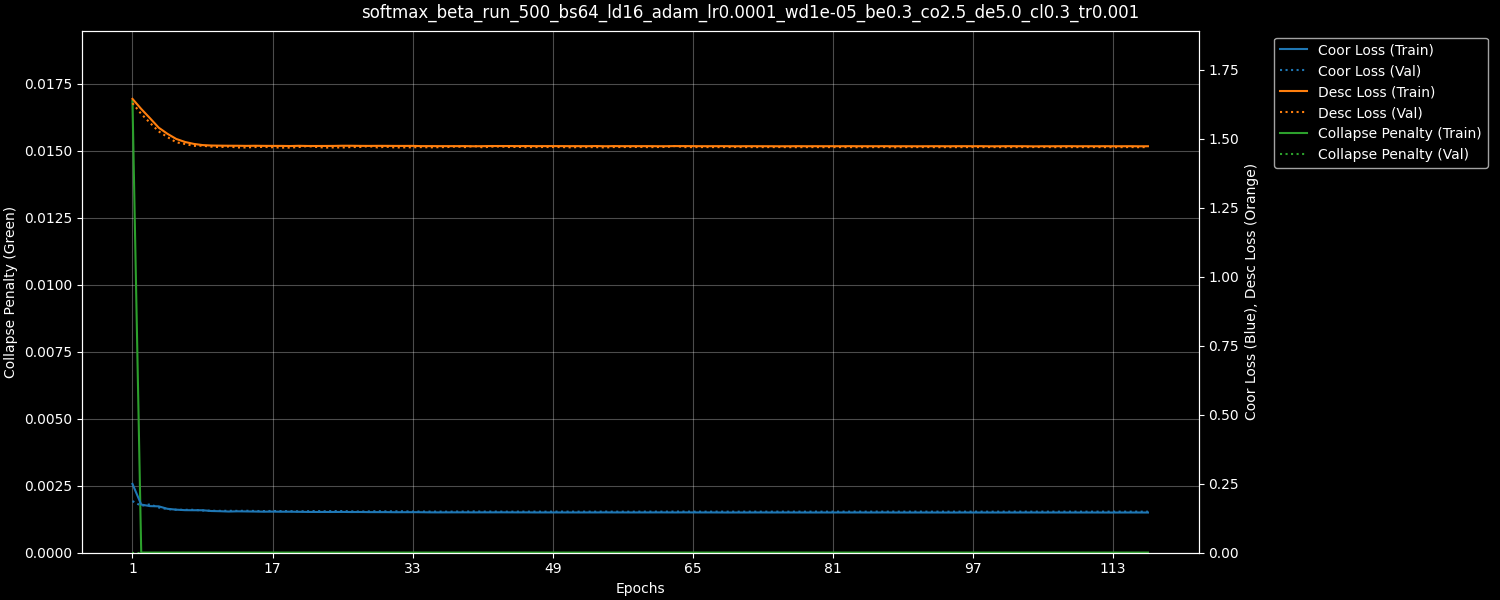 softmax_beta_run_500_bs64_ld16_adam_lr0.0001_wd1e-05_be0.3_co2.5_de5.0_cl0.3_tr0.001
Collapse Penalty (Green)
0.0175
0.0150
0.0125
0.0100
0.0075
0.0050
0.0025
0.0000
1 17 33 49 65 81 97 113
Epochs
1.75
1.50
1.25
1.00
0.75
0.50
0.25
0.00
Coor Loss (Blue), Desc Loss (Orange)
Coor Loss (Train)
Coor Loss (Val)
Desc Loss (Train)
Desc Loss (Val)
Collapse Penalty (Train)
Collapse Penalty (Val)